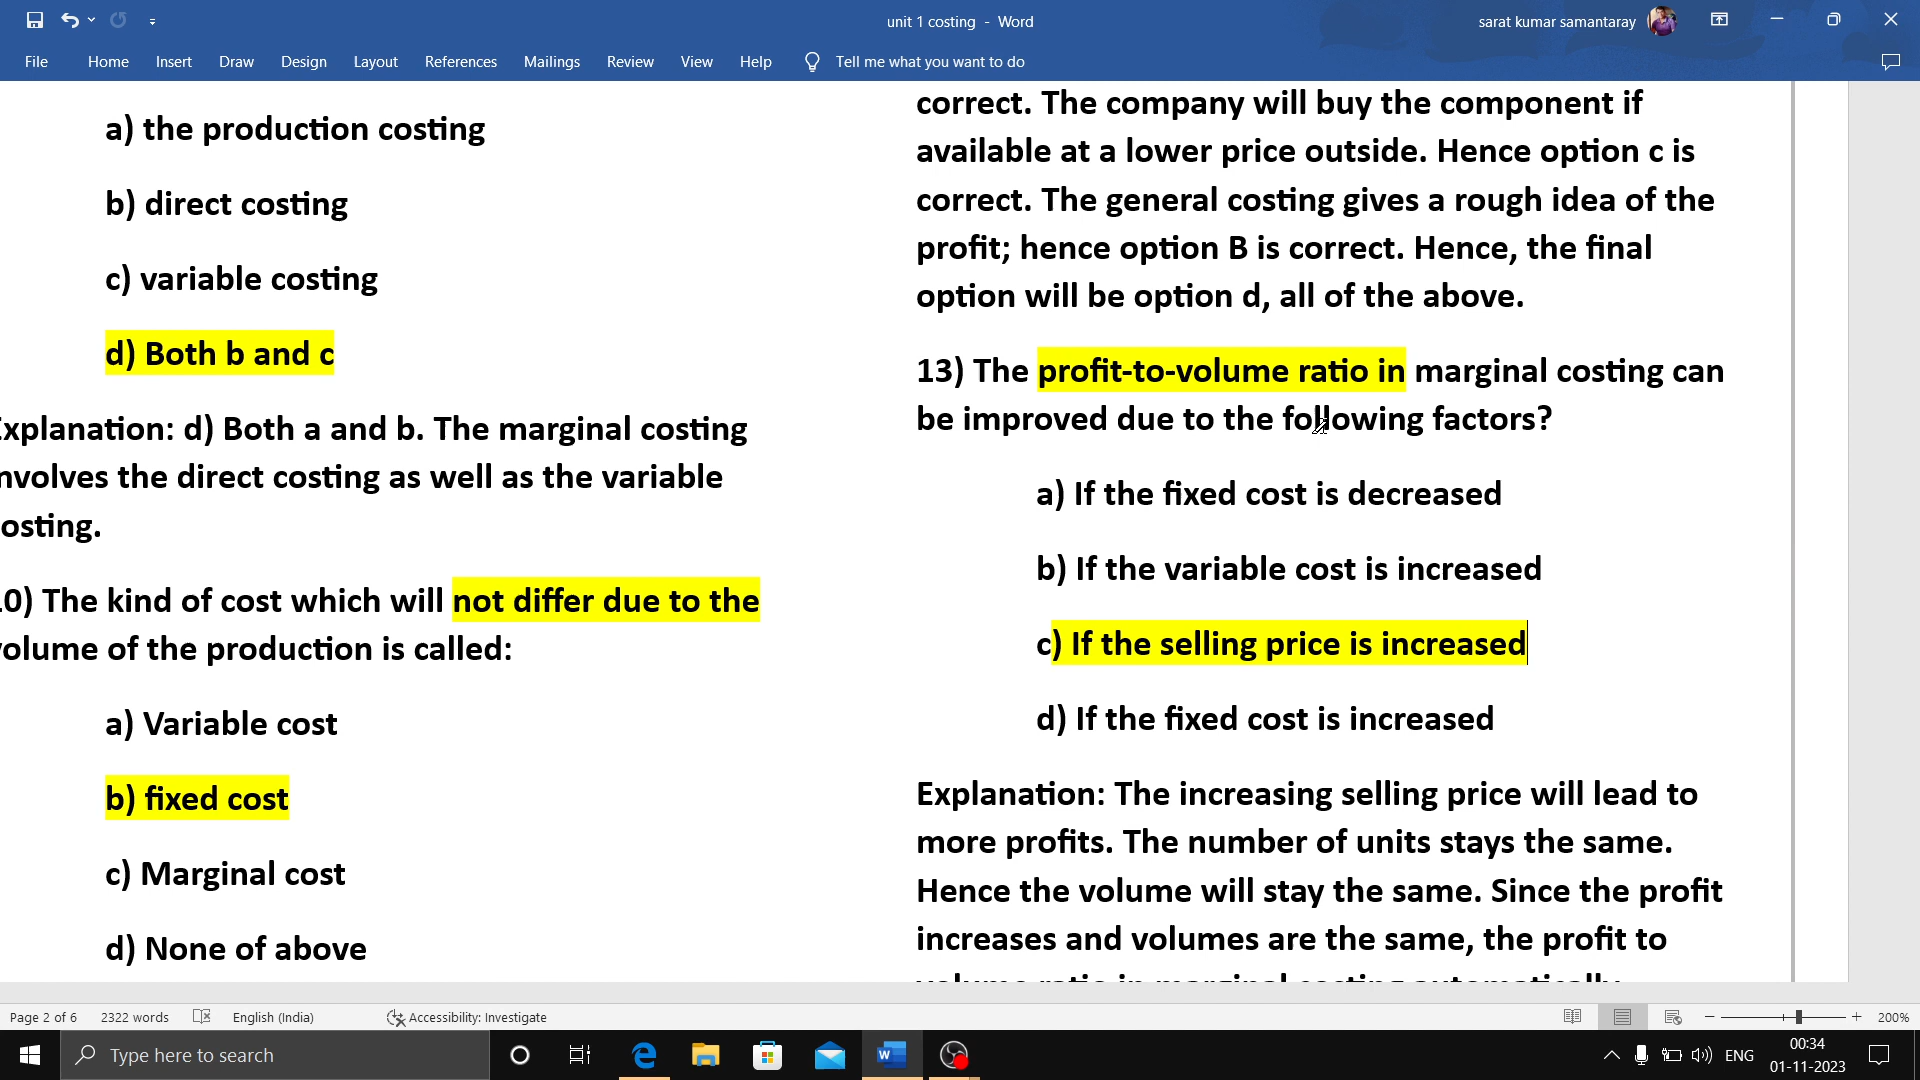 unit 1 costing - Word
sarat kumar samantaray
File Home Insert Draw Design Layout References Mailings Review View Help Tell me what you want to do
a) the production costing
b) direct costing
c) variable costing
d) Both b and c
xplanation: d) Both a and b. The marginal costing
nvolves the direct costing as well as the variable
osting.
0) The kind of cost which will not differ due to the
olume of the production is called:
a) Variable cost
b) fixed cost
c) Marginal cost
d) None of above
correct. The company will buy the component if
available at a lower price outside. Hence option c is
correct. The general costing gives a rough idea of the
profit; hence option B is correct. Hence, the final
option will be option d, all of the above.
13) The profit-to-volume ratio in marginal costing can
be improved due to the following factors?
a) If the fixed cost is decreased
b) If the variable cost is increased
c) If the selling price is increased
d) If the fixed cost is increased
Explanation: The increasing selling price will lead to
more profits. The number of units stays the same.
Hence the volume will stay the same. Since the profit
increases and volumes are the same, the profit to
volume ratio in marginal costing automatically
Page 2 of 6 2322 words English (India) Accessibility: Investigate 200%
Type here to search
ENG
00:34
01-11-2023